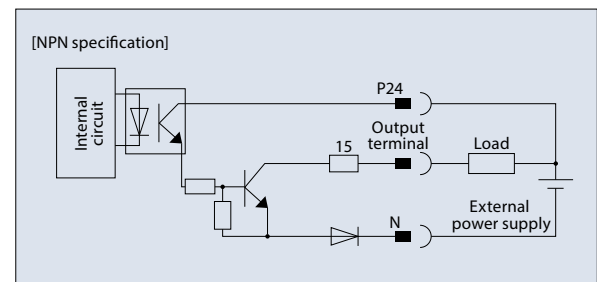 [NPN specification]
P24
Internal
circuit
Output
terminal
15
Load
External
power supply
N